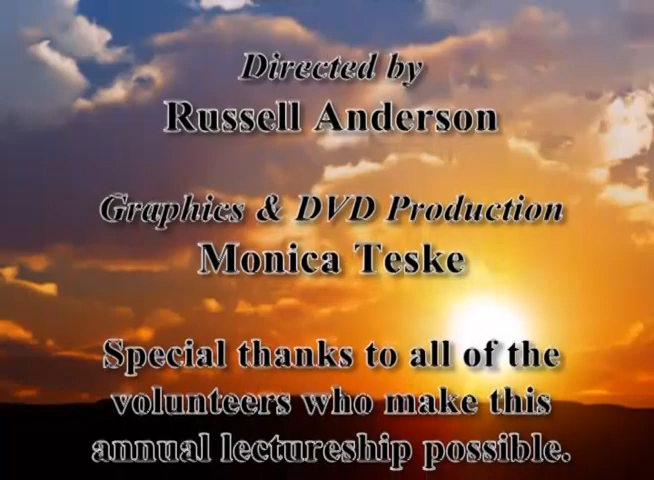 Directed by
Russell Anderson
Graphics & DVD Production
Monica Teske
Special thanks to all of the
volunteers who make this
annual lectureship possible.